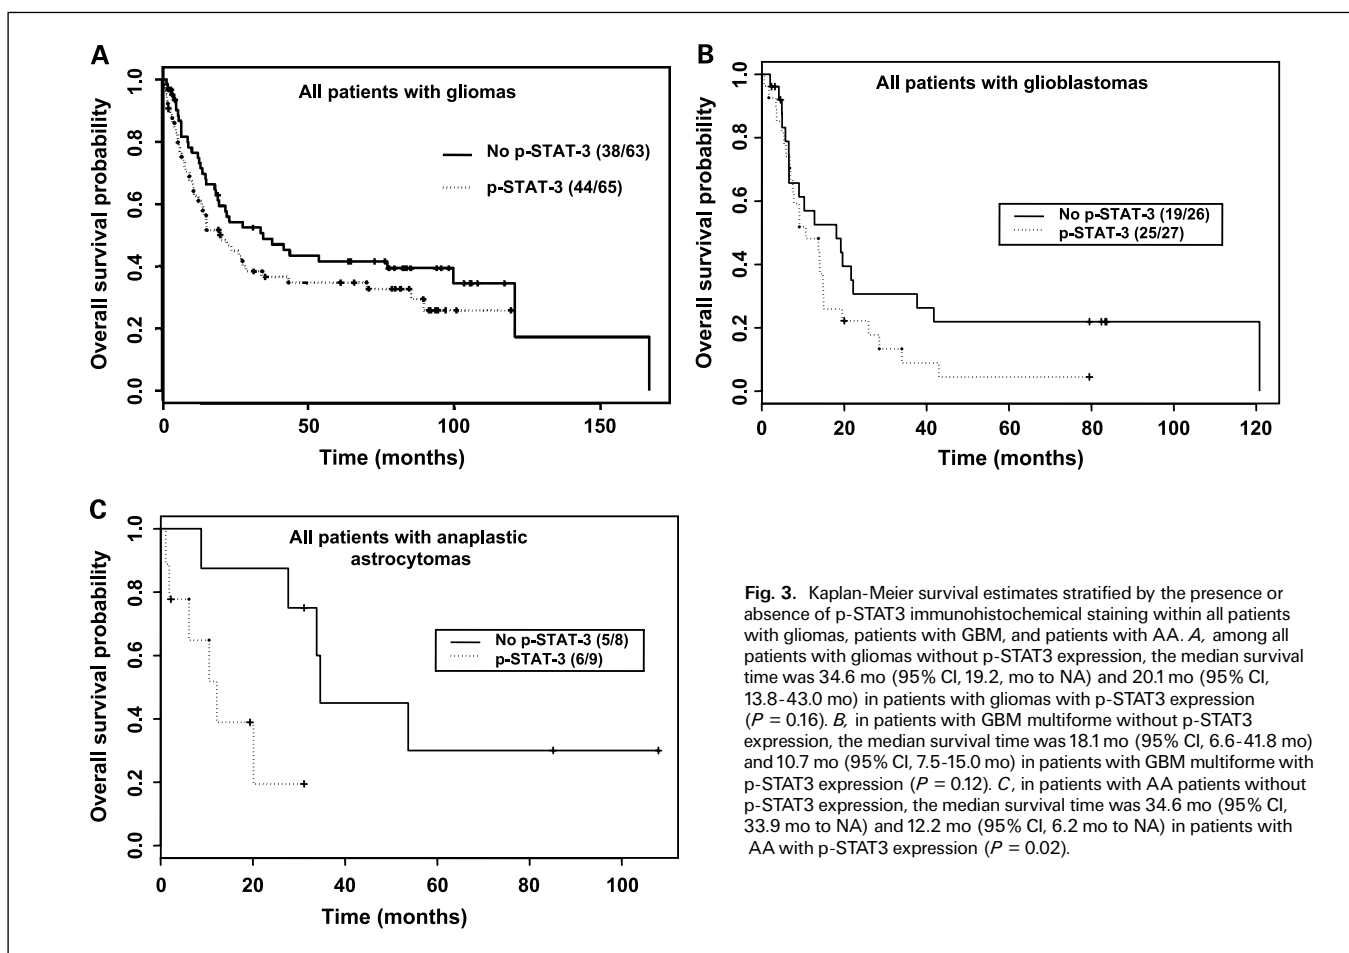 A
All patients with gliomas
No p-STAT-3 (38/63)
p-STAT-3 (44/65)
Overall survival probability
1.0
0.8
0.6
0.4
0.2
0.0
0
50
100
150
Time (months)
B
All patients with glioblastomas
No p-STAT-3 (19/26)
p-STAT-3 (25/27)
Overall survival probability
1.0
0.8
0.6
0.4
0.2
0.0
0
20
40
60
80
100
120
Time (months)
C
All patients with anaplastic
astrocytomas
No p-STAT-3 (5/8)
p-STAT-3 (6/9)
Overall survival probability
1.0
0.8
0.6
0.4
0.2
0.0
0
20
40
60
80
100
Time (months)
Fig. 3. Kaplan-Meier survival estimates stratified by the presence or
absence of p-STAT3 immunohistochemical staining within all patients
with gliomas, patients with GBM, and patients with AA. A, among all
patients with gliomas without p-STAT3 expression, the median survival
time was 34.6 mo (95% CI, 19.2, mo to NA) and 20.1 mo (95% CI,
13.8-43.0 mo) in patients with gliomas with p-STAT3 expression
(P = 0.16). B, in patients with GBM multiforme without p-STAT3
expression, the median survival time was 18.1 mo (95% CI, 6.6-41.8 mo)
and 10.7 mo (95% CI, 7.5-15.0 mo) in patients with GBM multiforme with
p-STAT3 expression (P = 0.12). C, in patients with AA patients without
p-STAT3 expression, the median survival time was 34.6 mo (95% CI,
33.9 mo to NA) and 12.2 mo (95% CI, 6.2 mo to NA) in patients with
AA with p-STAT3 expression (P = 0.02).